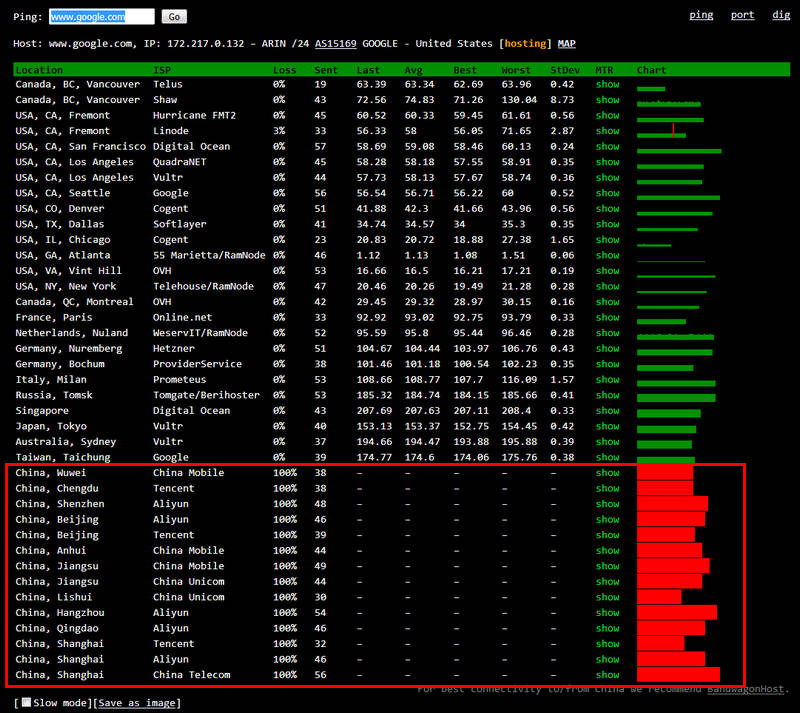 Ping: www.google.com Go ping port dig
Host: www.google.com, IP: 172.217.0.132 – ARIN /24 AS15169 GOOGLE - United States [hosting] MAP
Location ISP Loss Sent Last Avg Best Worst StDev MTR Chart
Canada, BC, Vancouver Telus 0% 19 63.39 63.34 62.69 63.96 0.42 show
Canada, BC, Vancouver Shaw 0% 43 72.56 74.83 71.26 130.04 8.73 show
USA, CA, Fremont Hurricane FMT2 0% 45 60.52 60.33 59.45 61.61 0.56 show
USA, CA, Fremont Linode 3% 33 56.33 58 56.05 71.65 2.87 show
USA, CA, San Francisco Digital Ocean 0% 57 58.69 59.08 58.46 60.13 0.24 show
USA, CA, Los Angeles QuadraNET 0% 45 58.28 58.18 57.55 58.91 0.35 show
USA, CA, Los Angeles Vultr 0% 44 57.73 58.13 57.67 58.74 0.36 show
USA, CA, Seattle Google 0% 56 56.54 56.71 56.22 60 0.52 show
USA, CO, Denver Cogent 0% 51 41.88 42.3 41.66 43.96 0.56 show
USA, TX, Dallas Softlayer 0% 41 34.74 34.57 34 35.3 0.35 show
USA, IL, Chicago Cogent 0% 23 20.83 20.72 18.88 27.38 1.65 show
USA, GA, Atlanta 55 Marietta/RamNode 0% 46 1.12 1.13 1.08 1.51 0.06 show
USA, VA, Vint Hill OVH 0% 53 16.66 16.5 16.21 17.21 0.19 show
USA, NY, New York Telehouse/RamNode 0% 47 20.46 20.26 19.49 21.28 0.28 show
Canada, QC, Montreal OVH 0% 42 29.45 29.32 28.97 30.15 0.16 show
France, Paris Online.net 0% 33 92.92 93.02 92.75 93.79 0.33 show
Netherlands, Nuland WeservIT/RamNode 0% 52 95.59 95.8 95.44 96.46 0.28 show
Germany, Nuremberg Hetzner 0% 51 104.67 104.44 103.97 106.76 0.43 show
Germany, Bochum ProviderService 0% 38 101.46 101.18 100.54 102.23 0.35 show
Italy, Milan Prometeus 0% 53 108.66 108.77 107.7 116.09 1.57 show
Russia, Tomsk Tomgate/Berihoster 0% 53 185.32 184.74 184.15 185.66 0.41 show
Singapore Digital Ocean 0% 43 207.69 207.63 207.11 208.4 0.33 show
Japan, Tokyo Vultr 0% 40 153.13 153.37 152.75 154.45 0.42 show
Australia, Sydney Vultr 0% 37 194.66 194.47 193.88 195.88 0.39 show
Taiwan, Taichung Google 0% 39 174.77 174.6 174.06 175.76 0.38 show
China, Wuwei China Mobile 100% 38 – – – – – show
China, Chengdu Tencent 100% 38 – – – – – show
China, Shenzhen Aliyun 100% 48 – – – – – show
China, Beijing Aliyun 100% 46 – – – – – show
China, Beijing Tencent 100% 39 – – – – – show
China, Anhui China Mobile 100% 44 – – – – – show
China, Jiangsu China Mobile 100% 49 – – – – – show
China, Jiangsu China Unicom 100% 44 – – – – – show
China, Lishui China Unicom 100% 30 – – – – – show
China, Hangzhou Aliyun 100% 54 – – – – – show
China, Qingdao Aliyun 100% 46 – – – – – show
China, Shanghai Tencent 100% 32 – – – – – show
China, Shanghai Aliyun 100% 46 – – – – – show
China, Shanghai China Telecom 100% 56 – – – – – show
For best connectivity to/from China we recommend BandwagonHost.
[Slow mode][Save as image]